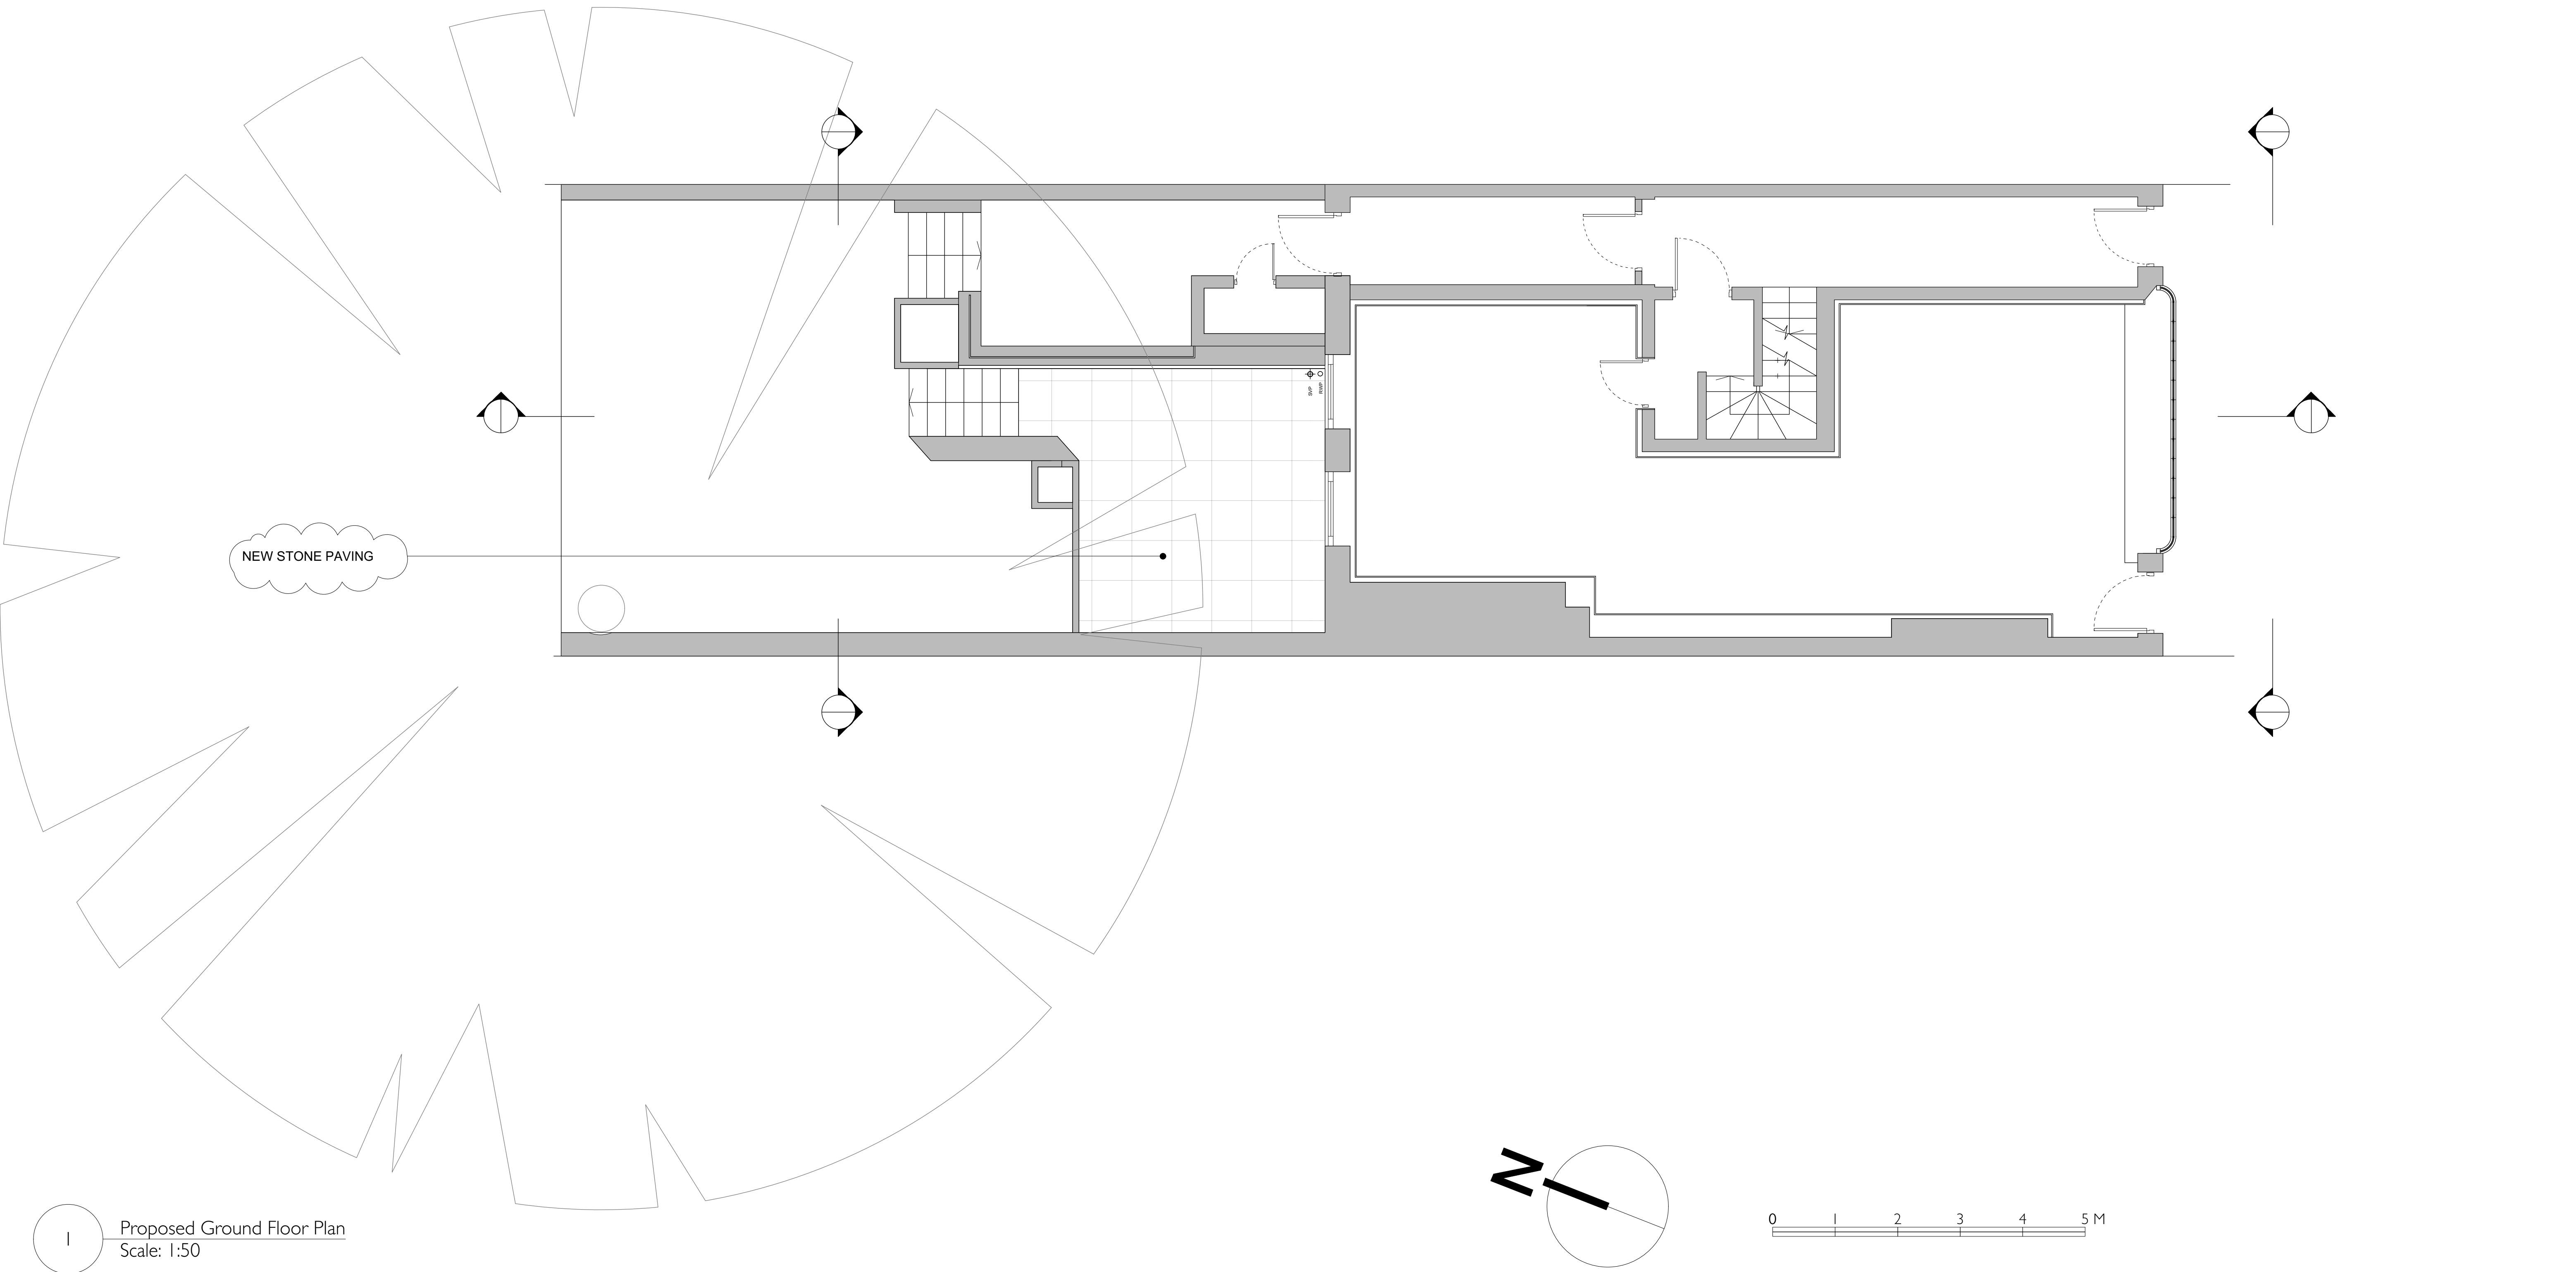 SVP
RWP
NEW STONE PAVING
N
0 1 2 3 4 5 M
1
Proposed Ground Floor Plan
Scale: 1:50